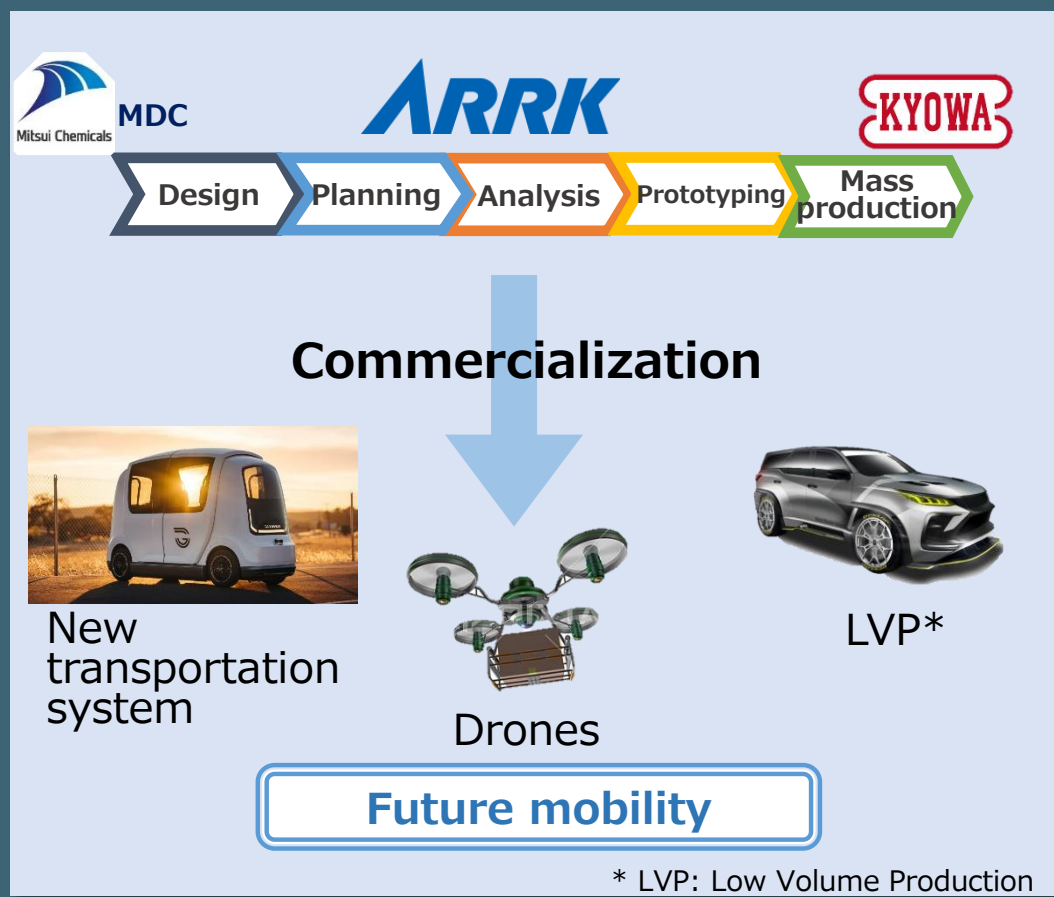 Mitsui Chemicals
MDC
ARRK
KYOWA
Design
Planning
Analysis
Prototyping
Mass
production
Commercialization
New
transportation
system
Drones
LVP*
Future mobility
* LVP: Low Volume Production